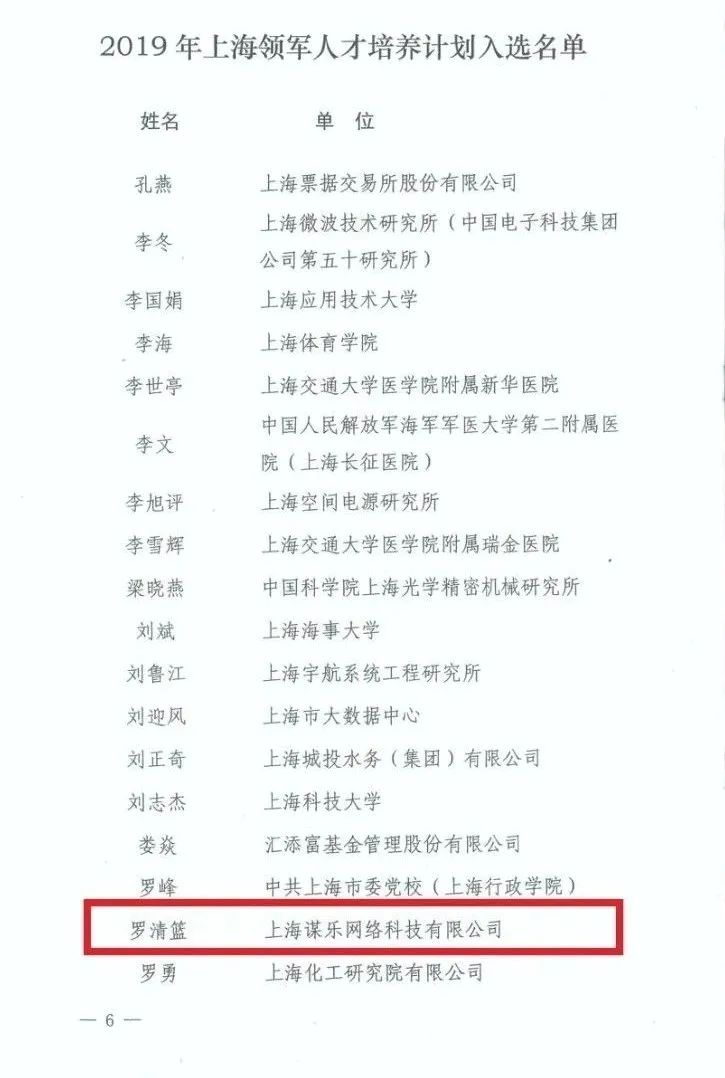 2019年上海领军人才培养计划入选名单
姓名 单 位
孔燕 上海票据交易所股份有限公司
李冬 上海微波技术研究所（中国电子科技集团
公司第五十研究所）
李国娟 上海应用技术大学
李海 上海体育学院
李世亭 上海交通大学医学院附属新华医院
李文 中国人民解放军海军军医大学第二附属医
院（上海长征医院）
李旭评 上海空间电源研究所
李雪辉 上海交通大学医学院附属瑞金医院
梁晓燕 中国科学院上海光学精密机械研究所
刘斌 上海海事大学
刘鲁江 上海宇航系统工程研究所
刘迎风 上海市大数据中心
刘正奇 上海城投水务（集团）有限公司
刘志杰 上海科技大学
娄焱 汇添富基金管理股份有限公司
罗峰 中共上海市委党校（上海行政学院）
罗清篮 上海谋乐网络科技有限公司
罗勇 上海化工研究院有限公司
— 6 —